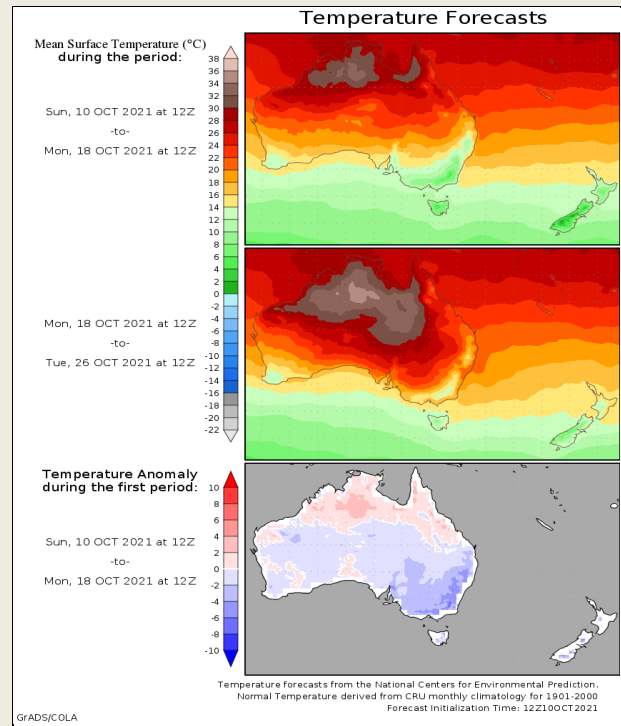 Temperature Forecasts
Mean Surface Temperature (°C)
during the period:
Sun, 10 OCT 2021 at 12Z
-to-
Mon, 18 OCT 2021 at 12Z
38
36
34
32
30
28
26
24
22
20
18
16
14
12
10
8
6
4
2
0
-2
-4
-6
-8
-10
-12
-14
-16
-18
-20
-22
Mon, 18 OCT 2021 at 12Z
-to-
Tue, 26 OCT 2021 at 12Z
Temperature Anomaly
during the first period:
Sun, 10 OCT 2021 at 12Z
-to-
Mon, 18 OCT 2021 at 12Z
10
8
6
4
2
0
-2
-4
-6
-8
-10
Temperature forecasts from the National Centers for Environmental Prediction.
Normal Temperature derived from CRU monthly climatology for 1901-2000
Forecast Initialization Time: 12Z10OCT2021
GrADS/COLA